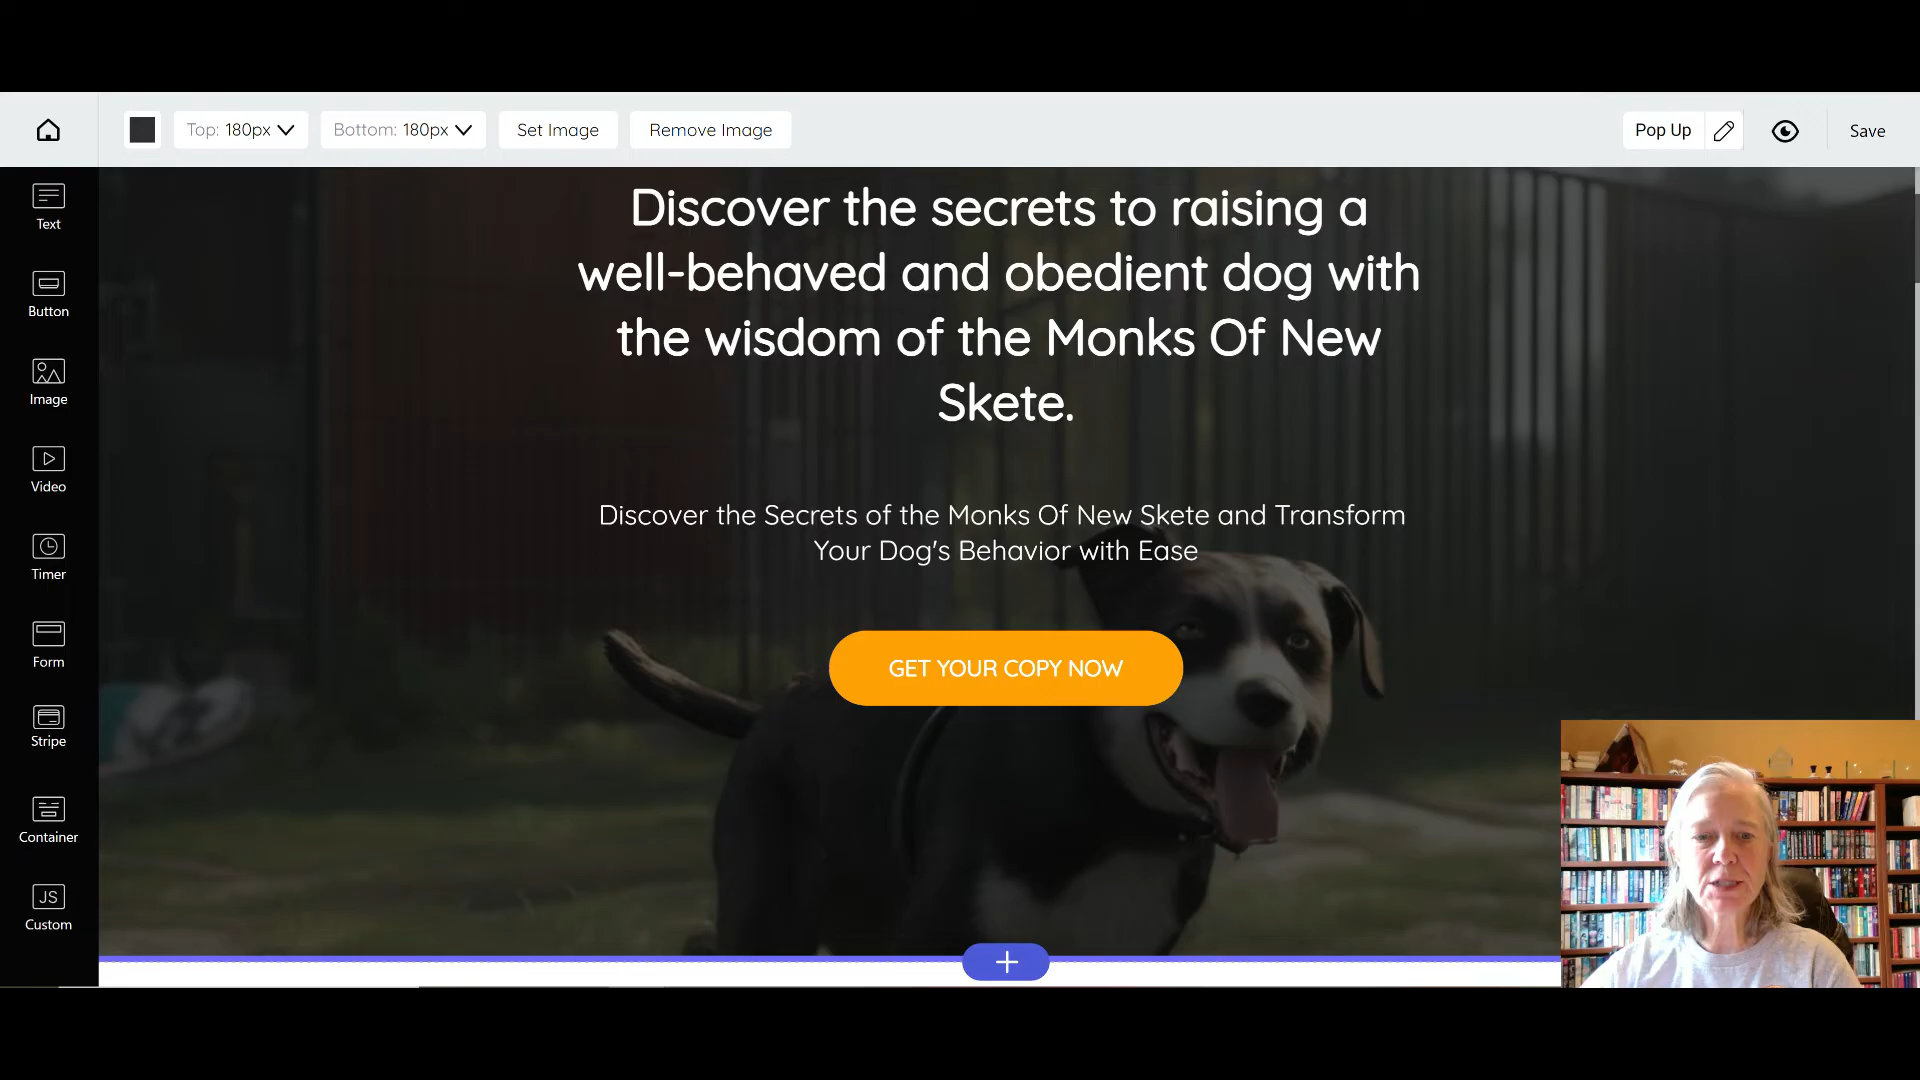 Top: 180px
Bottom: 180px
Set Image
Remove Image
Pop Up
Save
Text
Button
Image
Video
Timer
Form
Stripe
Container
JS
Custom
Discover the secrets to raising a
well-behaved and obedient dog with
the wisdom of the Monks Of New
Skete.
Discover the Secrets of the Monks Of New Skete and Transform
Your Dog's Behavior with Ease
GET YOUR COPY NOW